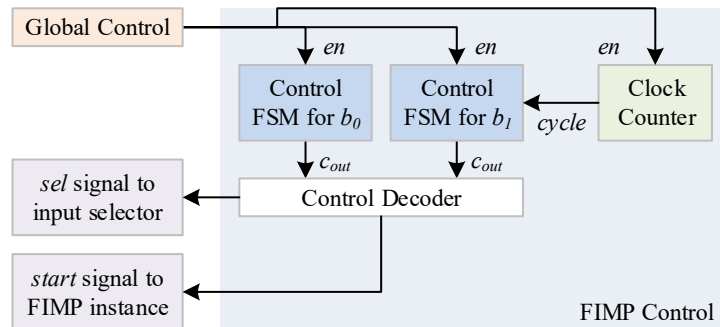 Global Control
en
en
en
Control
FSM for b0
Control
FSM for b1
Clock
Counter
cycle
cout
cout
sel signal to
input selector
Control Decoder
start signal to
FIMP instance
FIMP Control